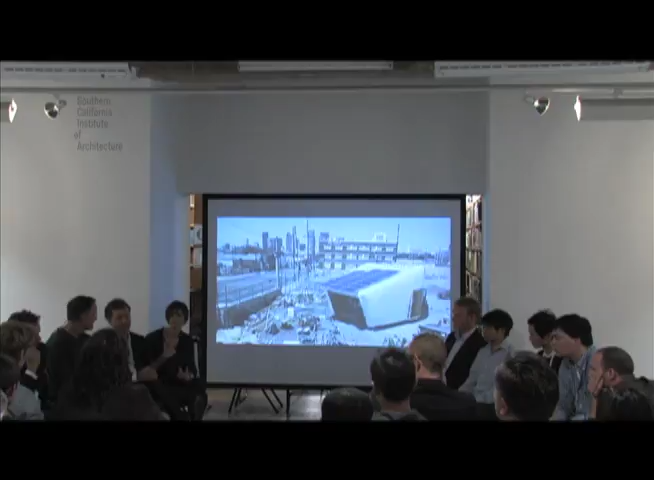 Southern
California
Institute
of
Architecture